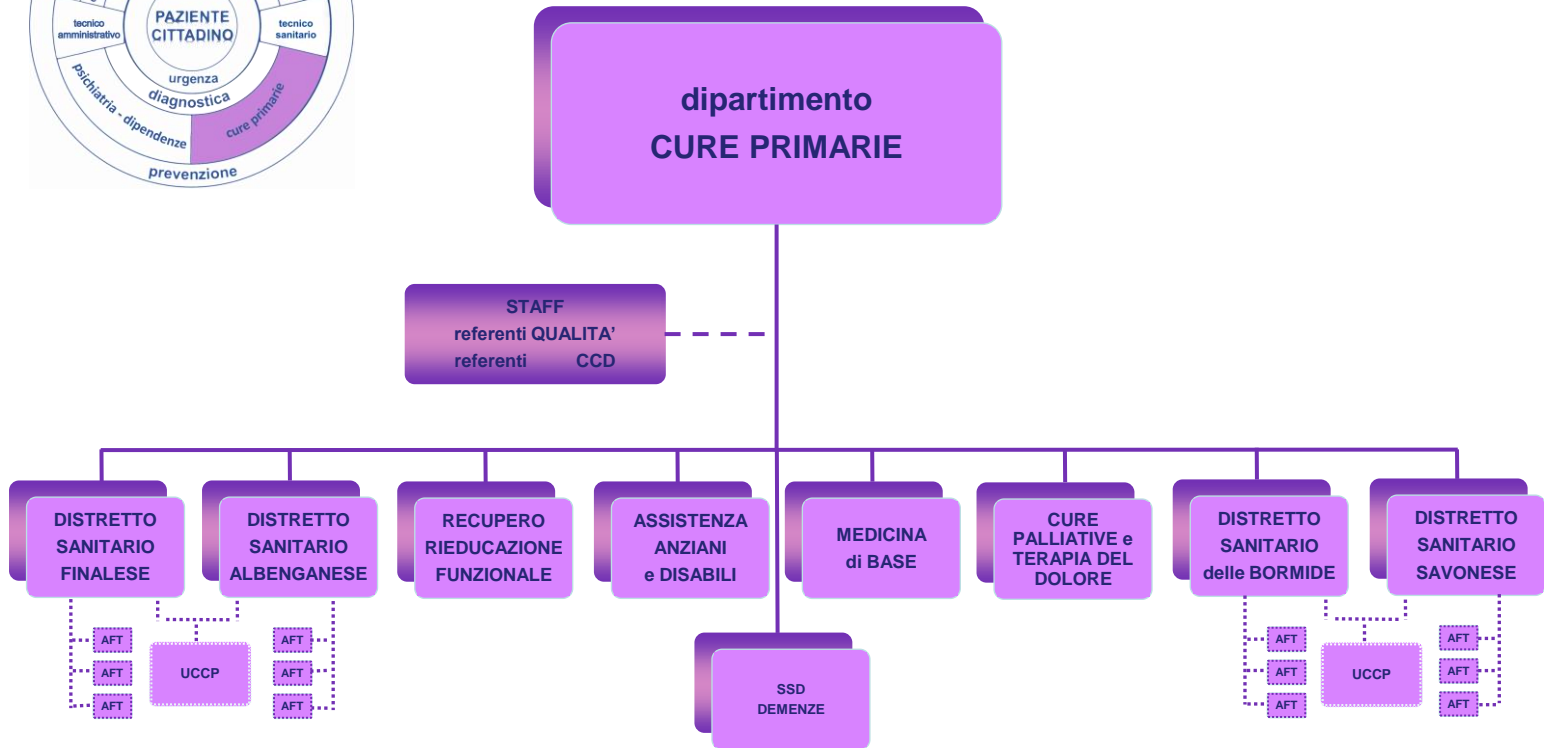 tecnico
amministrativo
PAZIENTE
CITTADINO
tecnico
sanitario
urgenza
diagnostica
psichiatria - dipendenze
cure primarie
prevenzione
dipartimento
CURE PRIMARIE
STAFF
referenti QUALITA'
referenti CCD
DISTRETTO
SANITARIO
FINALESE
DISTRETTO
SANITARIO
ALBENGANESE
RECUPERO
RIEDUCAZIONE
FUNZIONALE
ASSISTENZA
ANZIANI
e DISABILI
MEDICINA
di BASE
CURE
PALLIATIVE e
TERAPIA DEL
DOLORE
DISTRETTO
SANITARIO
delle BORMIDE
DISTRETTO
SANITARIO
SAVONESE
AFT
AFT
AFT
UCCP
AFT
AFT
AFT
SSD
DEMENZE
AFT
AFT
AFT
UCCP
AFT
AFT
AFT